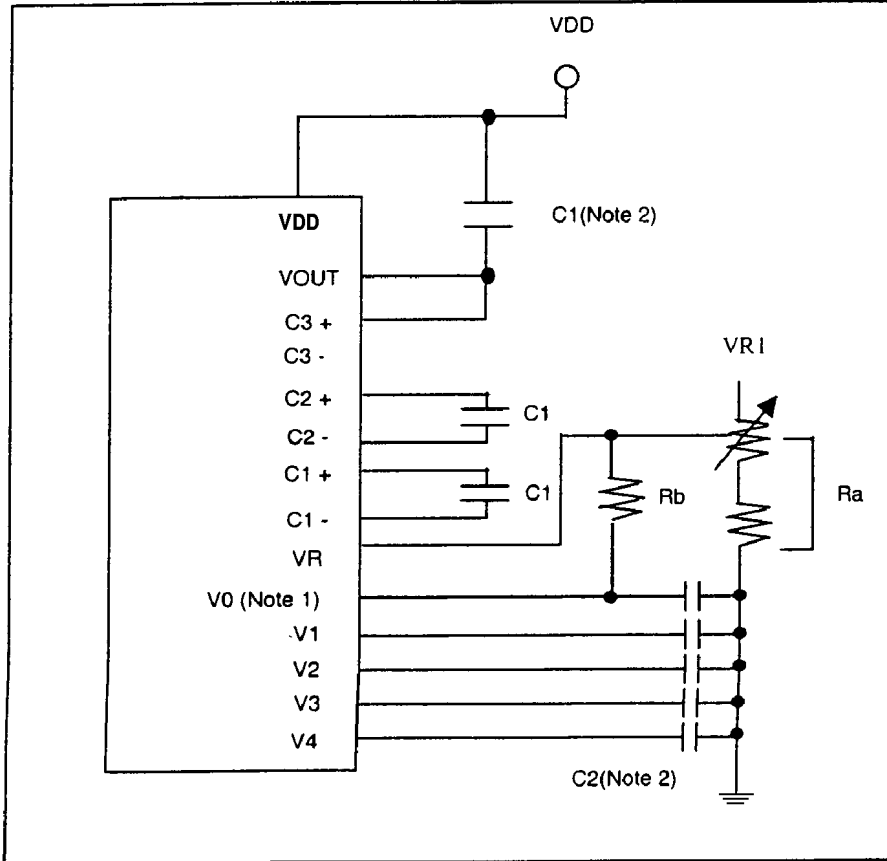 VDD
C1(Note 2)
VDD
VOUT
C3 +
C3 -
VR1
C2 +
C1
C2 -
C1 +
C1
Rb
Ra
C1 -
VR
V0 (Note 1)
V1
V2
V3
V4
C2(Note 2)